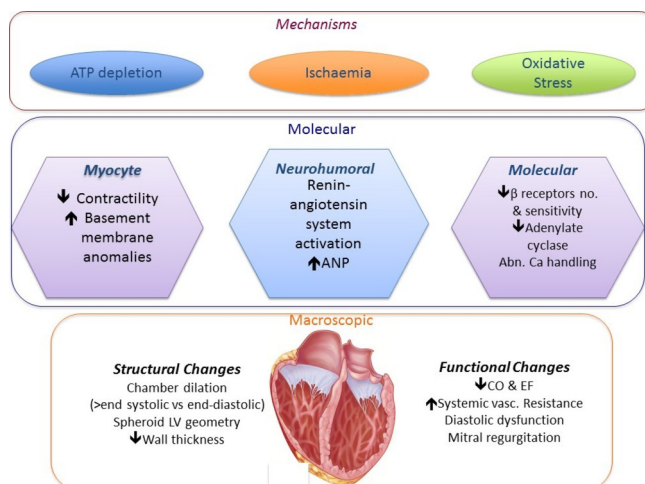 Mechanisms
ATP depletion
Ischaemia
Oxidative
Stress
Molecular
Myocyte
↓ Contractility
↑ Basement
membrane
anomalies
Neurohumoral
Renin-
angiotensin
system
activation
↑ANP
Molecular
↓β receptors no.
& sensitivity
↓Adenylate
cyclase
Abn. Ca handling
Macroscopic
Structural Changes
Chamber dilation
(>end systolic vs end-diastolic)
Spheroid LV geometry
↓Wall thickness
Functional Changes
↓CO & EF
↑Systemic vasc. Resistance
Diastolic dysfunction
Mitral regurgitation